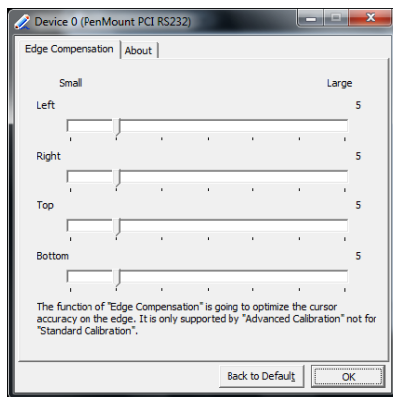 Device 0 (PenMount PCI RS232)
Edge Compensation About
Small Large
Left 5
Right 5
Top 5
Bottom 5
The function of "Edge Compensation" is going to optimize the cursor
accuracy on the edge. It is only supported by "Advanced Calibration" not for
"Standard Calibration".
Back to Default OK